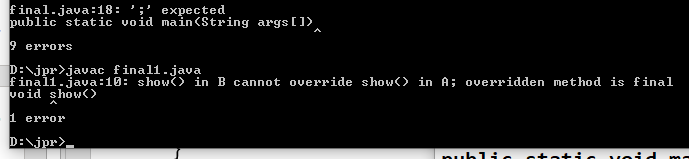 final.java:18: ';' expected
public static void main(String args[])
^
9 errors
D:\jpr>javac final1.java
final1.java:10: show() in B cannot override show() in A; overridden method is final
void show()
^
1 error
D:\jpr>_
{
public static void ma